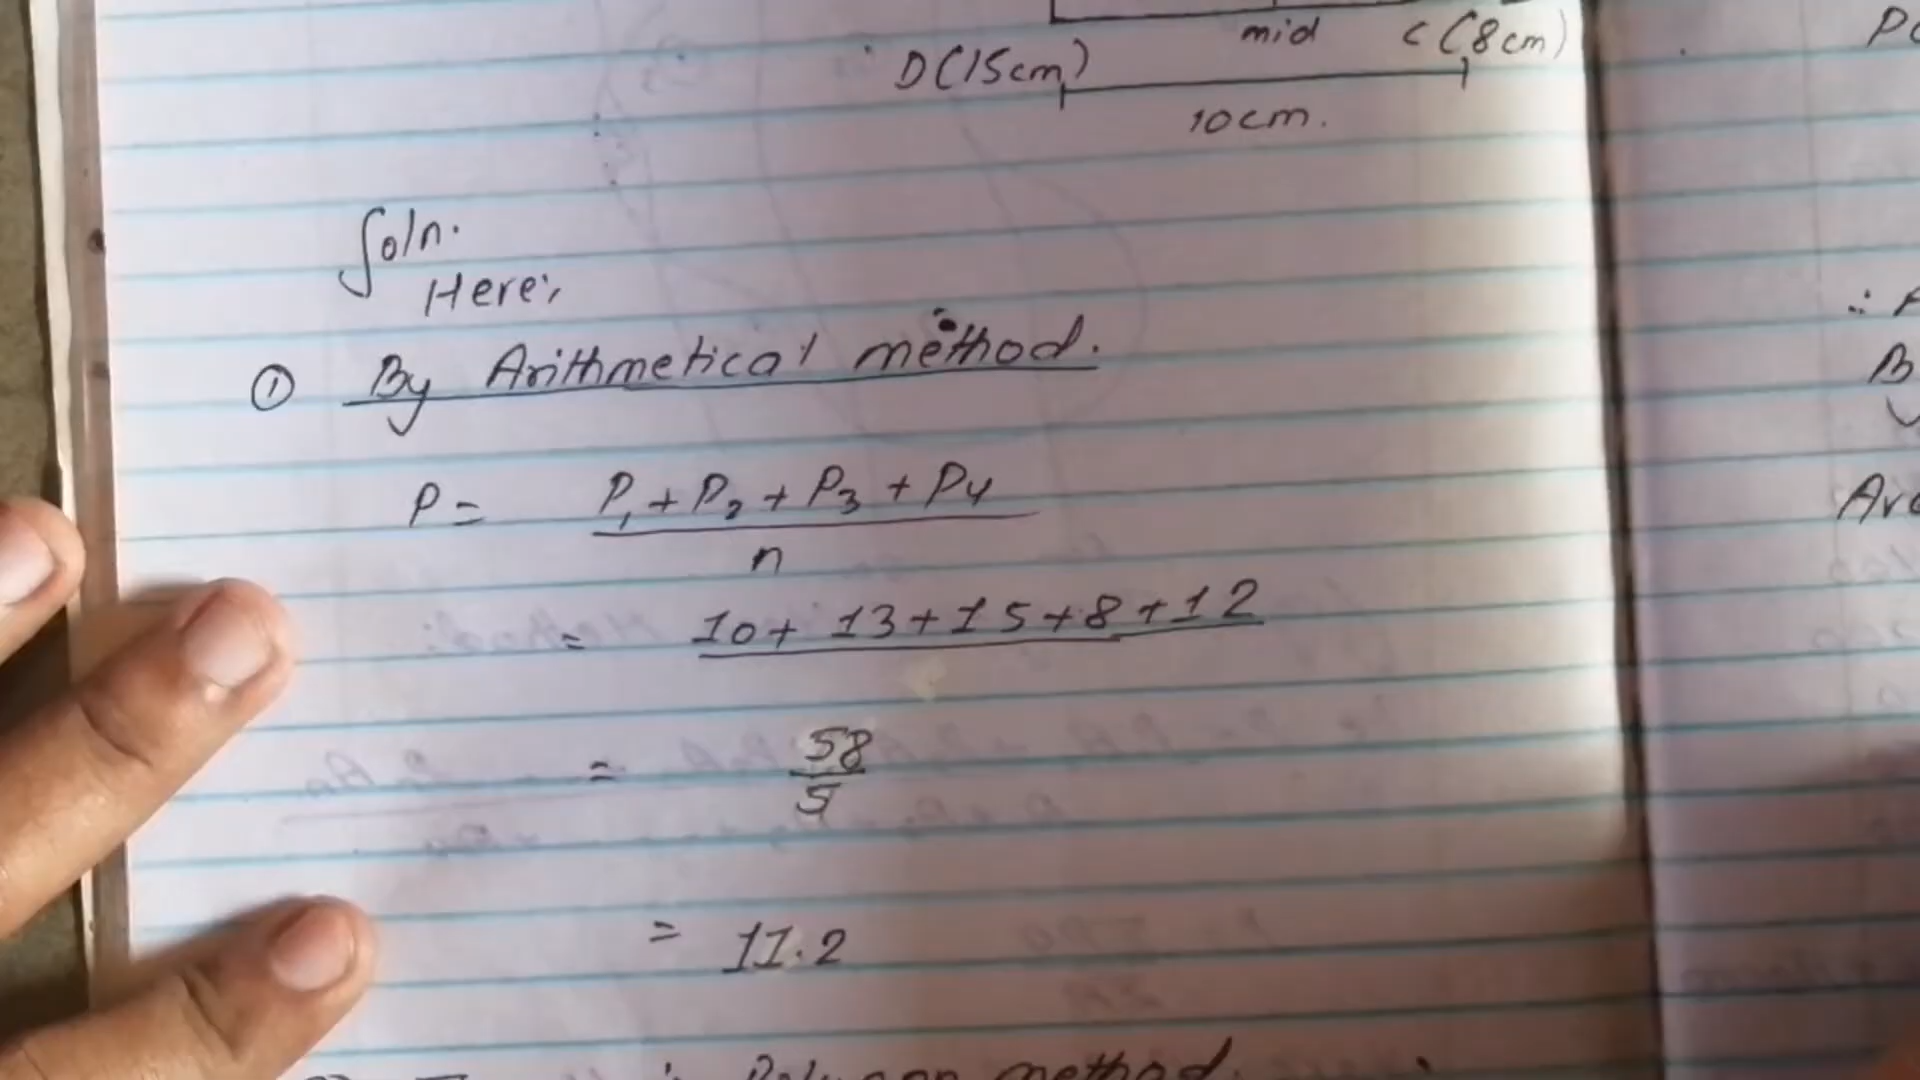 mid C(8cm)
D(15cm)
10cm.
Soln.
Here;
① By Arithmetical method.
P = P1 + P2 + P3 + P4
n
= 10 + 13 + 15 + 8 + 12
= 58
5
= 11.2
method.